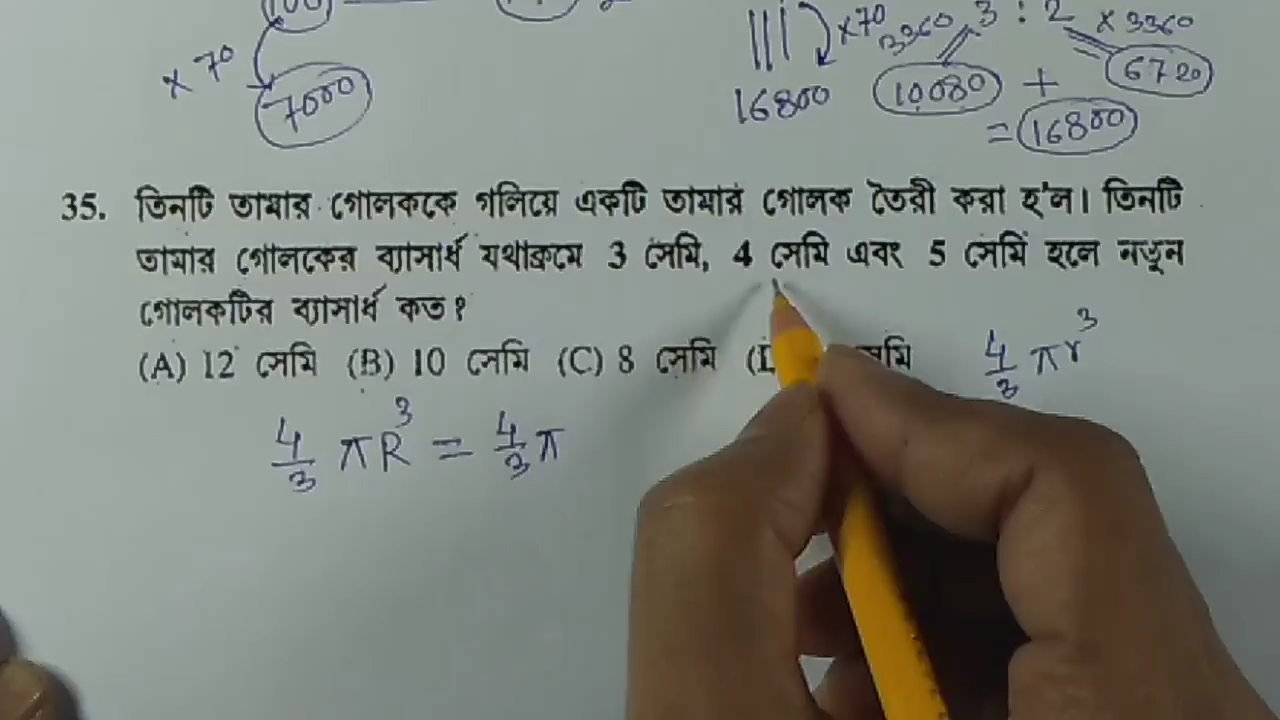 × 70
7000
||| ×70 3360 3 : 2 × 3360
16800 10080 + 6720
= 16800
35. তিনটি তামার গোলককে গলিয়ে একটি তামার গোলক তৈরী করা হ'ল। তিনটি
তামার গোলকের ব্যাসার্ধ যথাক্রমে 3 সেমি, 4 সেমি এবং 5 সেমি হলে নতুন
গোলকটির ব্যাসার্ধ কত ?
(A) 12 সেমি (B) 10 সেমি (C) 8 সেমি সেমি
4/3 πr³
4/3 πR³ = 4/3 π